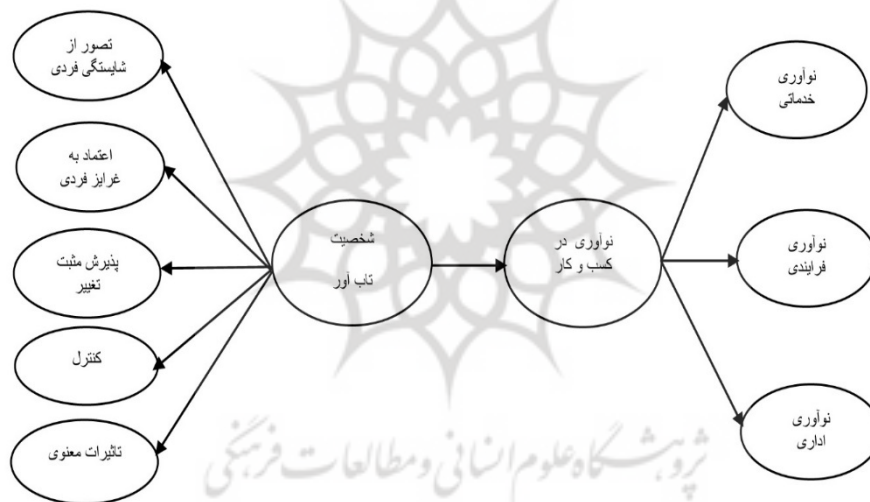 تصور از
شایستگی فردی
اعتماد به
غرایز فردی
پذیرش مثبت
تغییر
کنترل
تاثیرات معنوی
شخصیت
تاب آور
نوآوری در
کسب و کار
نوآوری
خدماتی
نوآوری
فرایندی
نوآوری
اداری
پژوهشگاه علوم انسانی و مطالعات فرهنگی